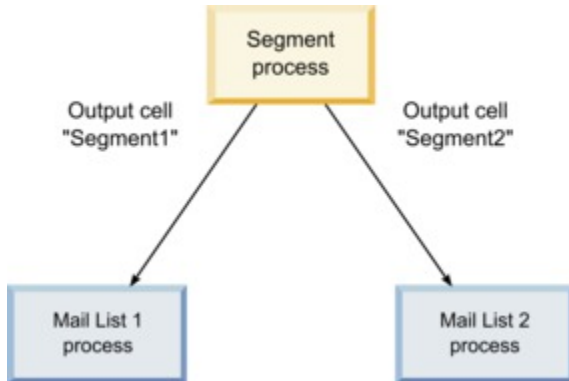 Segment
process
Output cell
"Segment1"
Output cell
"Segment2"
Mail List 1
process
Mail List 2
process